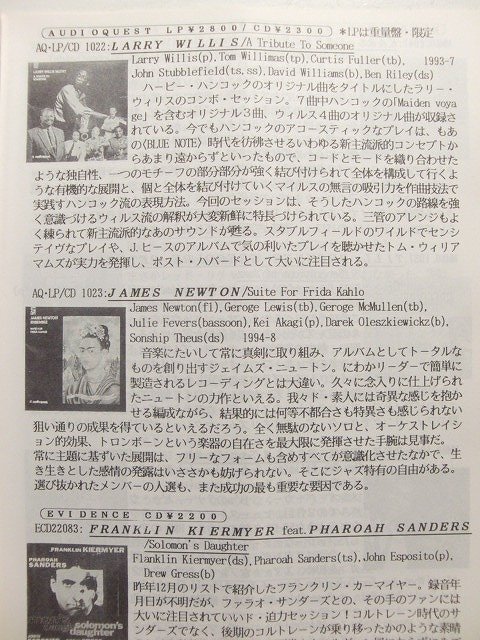 (AUDIOQUEST LP¥2800/CD¥2300) *LPは重量盤・限定
AQ-LP/CD 1022:LARRY WILLIS/A Tribute To Someone
Larry Willis(p),Tom Willimas(tp),Curtis Fuller(tb), 1993-7
John Stubblefield(ts.ss),David Williams(b),Ben Riley(ds)
ハービー・ハンコックのオリジナル曲をタイトルにしたラリー・
ウィリスのコンボ・セッション。7曲中ハンコックの「Maiden voya
ge」を含むオリジナル3曲、ウィルス4曲のオリジナル曲が収録さ
れている。今でもハンコックのアコースティックなプレイは、もあ
の(BLUE NOTE) 時代を彷彿させるいわゆる新主流派的コンセプトか
らあまり遠からずといったもので、コードとモードを織り合わせた
ような独自性、一つのモチーフの部分部分が強く結び付けられて全体を構成して行くよ
うな有機的な展開と、個と全体を結び付けていくマイルスの無言の吸引力を作曲技法で
実践すハンコック流の表現方法。今回のセッションは、そうしたハンコックの路線を強
く意識づけるウィルス流の解釈が大変新鮮に特長づけられている。三管のアレンジもよ
く練られて新主流派的なあのサウンドが甦る。スタブルフィールドのワイルドでセンシ
テイヴなプレイや、J.ヒースのアルバムで気の利いたプレイを聴かせたトム・ウィリア
マムズが実力を発揮し、ポスト・ハバードとして大いに注目される。
AQ-LP/CD 1023:JAMES NEWTON/Suite For Frida Kahlo
James Newton(fl),Geroge Lewis(tb),Geroge McMullen(tb),
Julie Fevers(bassoon),Kei Akagi(p),Darek Oleszkiewicz(b),
Sonship Theus(ds) 1994-8
音楽にたいして常に真剣に取り組み、アルバムとしてトータルな
ものを創り出すジェイムズ・ニュートン。にわかリーダーで簡単に
製造されるレコーディングとは大違い。久々に念入りに仕上げられ
たニュートンの力作といえる。我々ド・素人には奇異な感じを抱か
せる編成ながら、結果的には何等不都合さも特異さも感じられない
狙い通りの成果を得ているといえるだろう。全く無駄のないソロと、オーケストレイシ
ョン的効果、トロンボーンという楽器の自在さを最大限に発揮させた手腕は見事だ。
常に主題に基ずいた展開は、フリーなフォームも含めすべてが意識化させたなかで、生
き生きとした感情の発露はいささかも妨げられない。そこにジャズ特有の自由がある。
選び抜かれたメンバーの人選も、また成功の最も重要な要因である。
(EVIDENCE CD¥2200)
ECD22083: FRANKLIN KIERMYER feat.PHAROAH SANDERS
/Solomon's Daughter
Flanklin Kiermyer(ds),Pharoah Sanders(ts),John Esposito(p),
Drew Gress(b)
昨年12月のリストで紹介したフランクリン・カーマイヤー。録音年
月日が不明だが、ファラオ・サンダーズとの、その手のファンには
大いに注目されていいド・迫力セッション!コルトレーン時代のサ
ンダーズでなく、後期のコルトレーンが乗り移ったかのような素晴
LARRY WILLIS SEXTET
JAMES NEWTON
ENSEMBLE
FRANKLIN KIERMYER
PHAROAH
SANDERS
solomon's
daughter